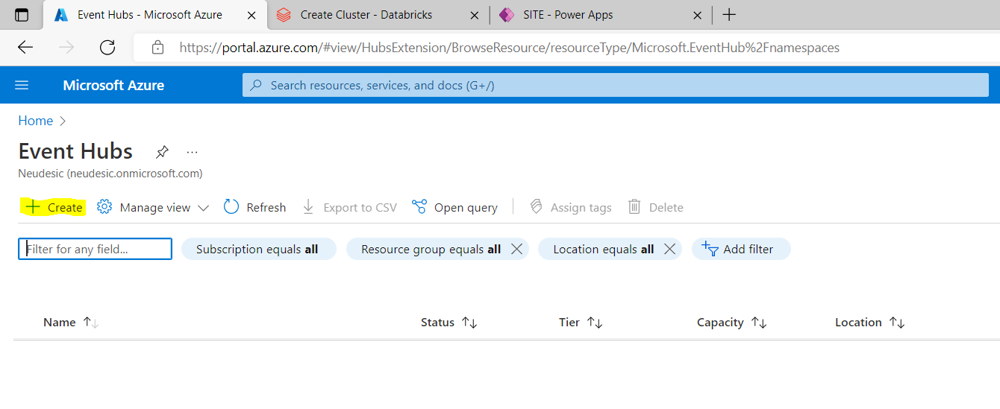 Event Hubs - Microsoft Azure
Create Cluster - Databricks
SITE - Power Apps
https://portal.azure.com/#view/HubsExtension/BrowseResource/resourceType/Microsoft.EventHub%2Fnamespaces
Microsoft Azure
Search resources, services, and docs (G+/)
Home
Event Hubs
Neudesic (neudesic.onmicrosoft.com)
Create Manage view Refresh Export to CSV Open query Assign tags Delete
Filter for any field... Subscription equals all Resource group equals all Location equals all Add filter
Name Status Tier Capacity Location